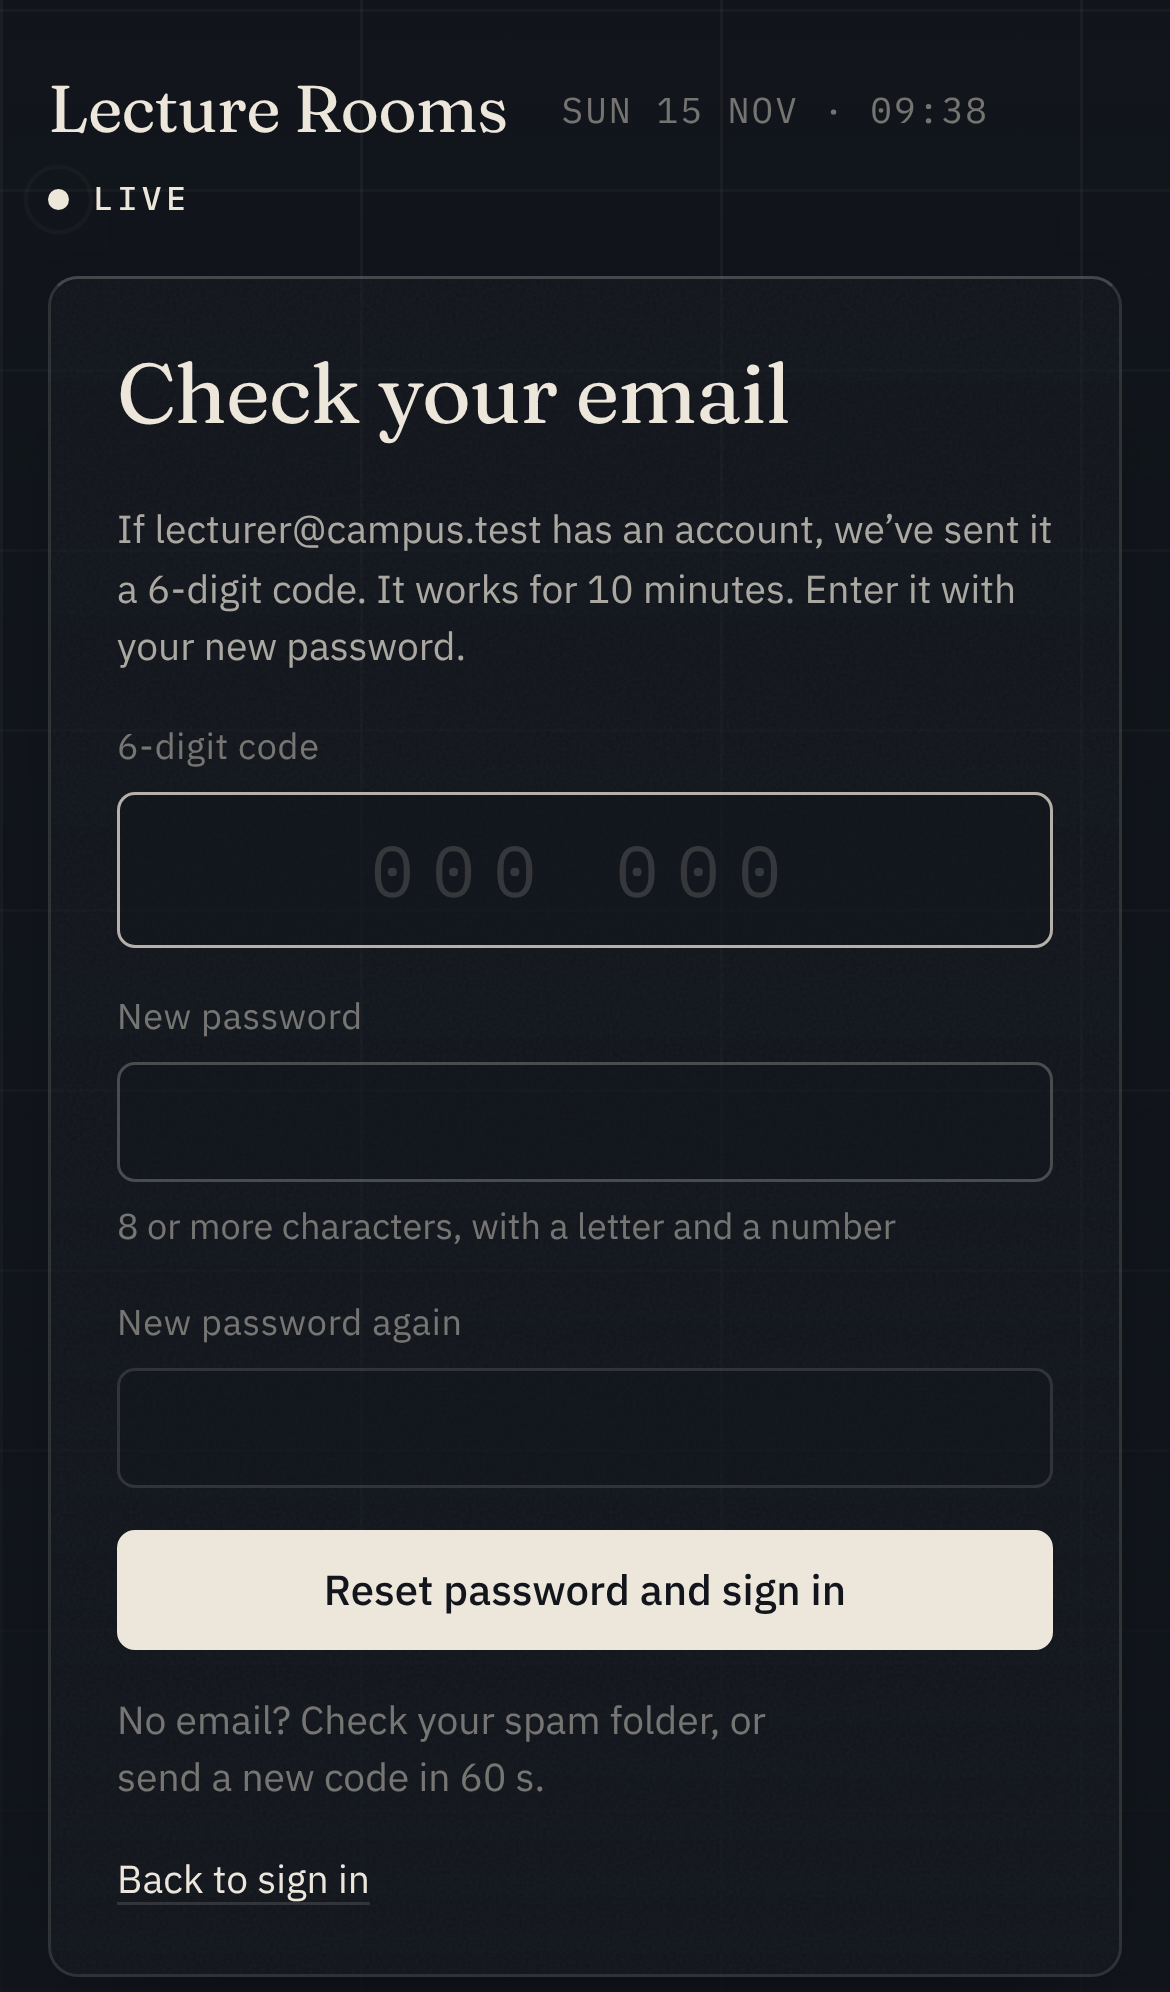 Lecture Rooms SUN 15 NOV · 09:38
LIVE
Check your email
If lecturer@campus.test has an account, we’ve sent it
a 6-digit code. It works for 10 minutes. Enter it with
your new password.
6-digit code
000 000
New password
8 or more characters, with a letter and a number
New password again
Reset password and sign in
No email? Check your spam folder, or
send a new code in 60 s.
Back to sign in